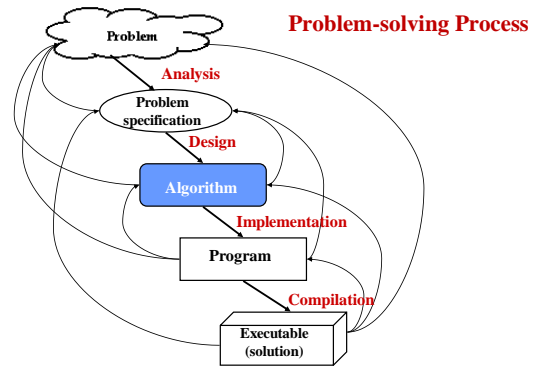 Problem-solving Process
Problem
Analysis
Problem
specification
Design
Algorithm
Implementation
Program
Compilation
Executable
(solution)